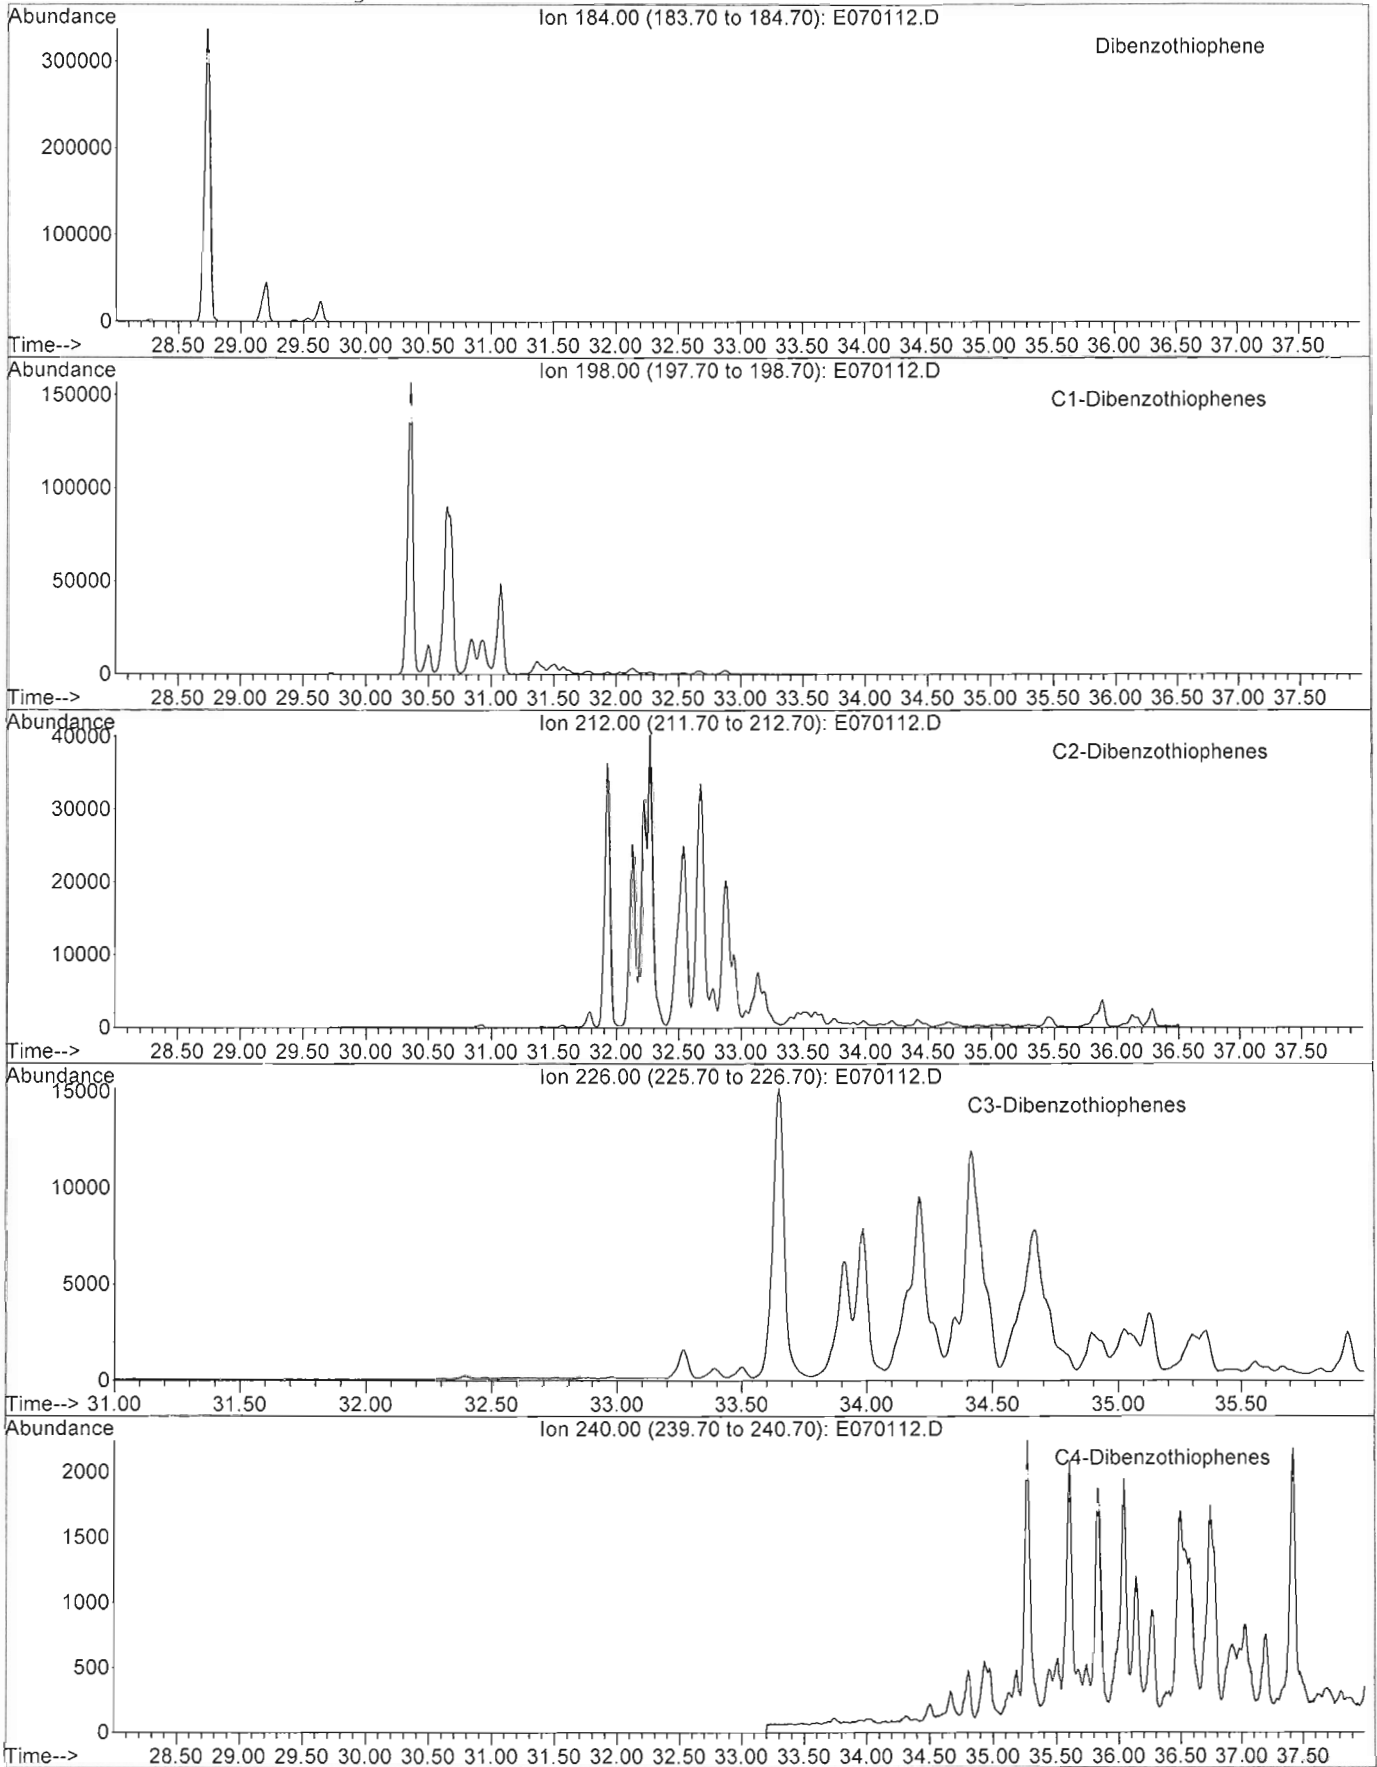 Abundance
Ion 184.00 (183.70 to 184.70): E070112.D
Dibenzothiophene
300000
200000
100000
0
Time--> 28.50 29.00 29.50 30.00 30.50 31.00 31.50 32.00 32.50 33.00 33.50 34.00 34.50 35.00 35.50 36.00 36.50 37.00 37.50
Abundance
Ion 198.00 (197.70 to 198.70): E070112.D
C1-Dibenzothiophenes
150000
100000
50000
0
Time--> 28.50 29.00 29.50 30.00 30.50 31.00 31.50 32.00 32.50 33.00 33.50 34.00 34.50 35.00 35.50 36.00 36.50 37.00 37.50
Abundance
Ion 212.00 (211.70 to 212.70): E070112.D
C2-Dibenzothiophenes
40000
30000
20000
10000
0
Time--> 28.50 29.00 29.50 30.00 30.50 31.00 31.50 32.00 32.50 33.00 33.50 34.00 34.50 35.00 35.50 36.00 36.50 37.00 37.50
Abundance
Ion 226.00 (225.70 to 226.70): E070112.D
C3-Dibenzothiophenes
15000
10000
5000
0
Time--> 31.00 31.50 32.00 32.50 33.00 33.50 34.00 34.50 35.00 35.50
Abundance
Ion 240.00 (239.70 to 240.70): E070112.D
C4-Dibenzothiophenes
2000
1500
1000
500
0
Time--> 28.50 29.00 29.50 30.00 30.50 31.00 31.50 32.00 32.50 33.00 33.50 34.00 34.50 35.00 35.50 36.00 36.50 37.00 37.50